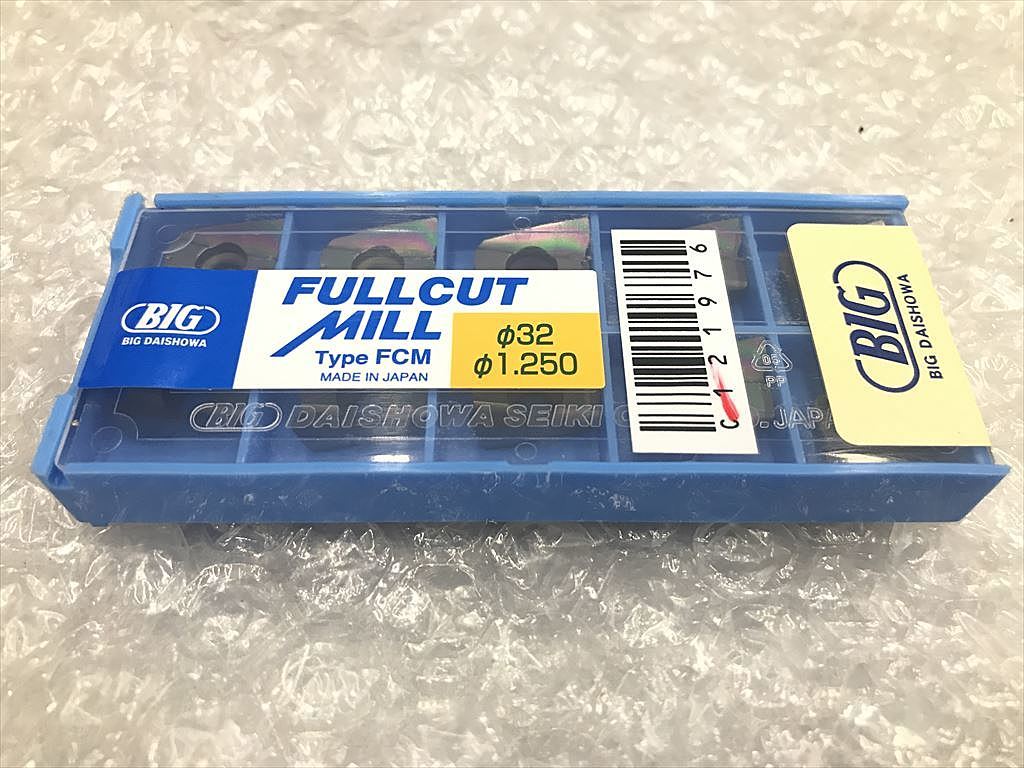 BIG
BIG DAISHOWA
FULLCUT
MILL
Type FCM
MADE IN JAPAN
φ32
φ1.250
C121976
BIG
BIG DAISHOWA
05
PP
BIG DAISHOWA SEIKI
O. JAPA